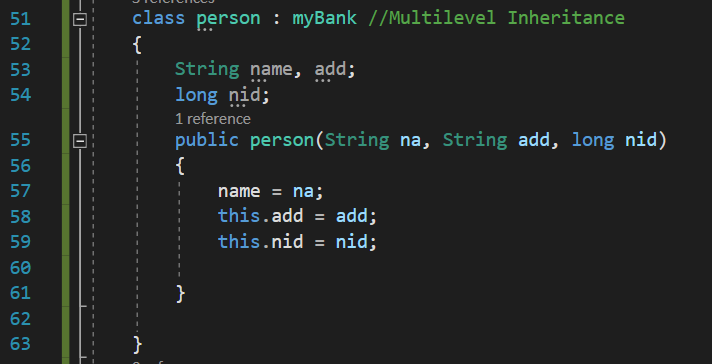 51 class person : myBank //Multilevel Inheritance
52 {
53 String name, add;
54 long nid;
1 reference
55 public person(String na, String add, long nid)
56 {
57 name = na;
58 this.add = add;
59 this.nid = nid;
60
61 }
62
63 }